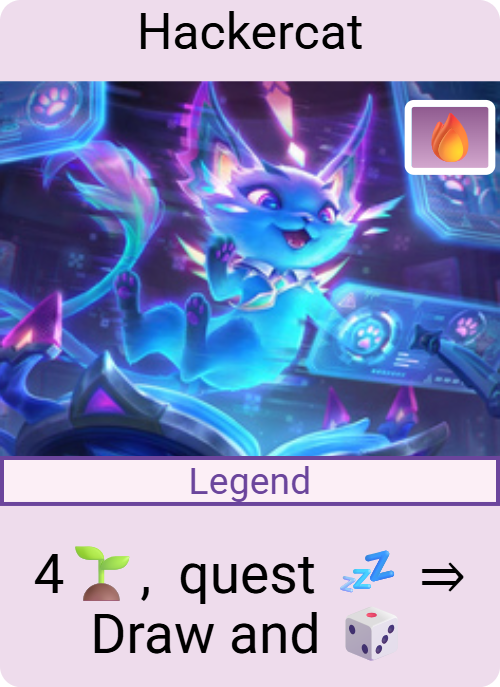 Hackercat
Legend
4🌱, quest 💤 ⇒
Draw and 🎲